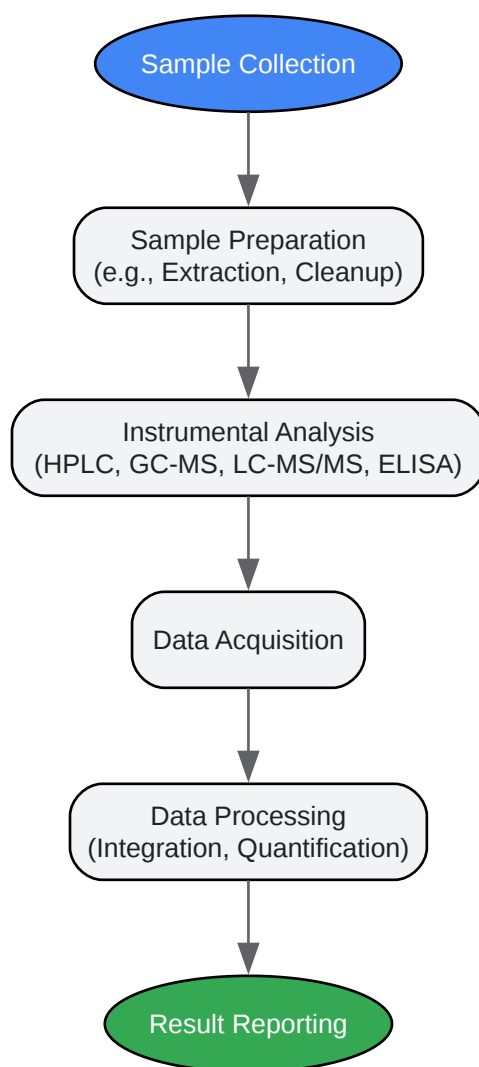 Sample Collection
Sample Preparation
(e.g., Extraction, Cleanup)
Instrumental Analysis
(HPLC, GC-MS, LC-MS/MS, ELISA)
Data Acquisition
Data Processing
(Integration, Quantification)
Result Reporting